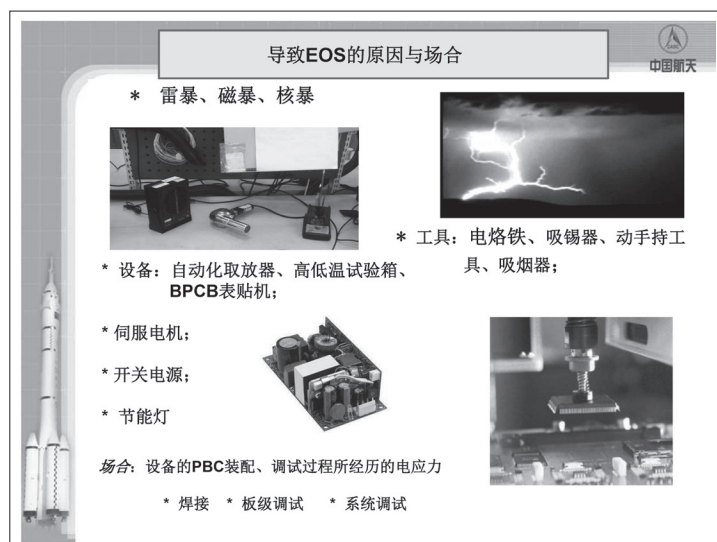 导致EOS的原因与场合
中国航天
* 雷暴、磁暴、核暴
* 工具：电烙铁、吸锡器、动手持工
具、吸烟器；
* 设备：自动化取放器、高低温试验箱、
BPCB表贴机；
* 伺服电机；
* 开关电源；
* 节能灯
场合：设备的PBC装配、调试过程所经历的电应力
* 焊接 * 板级调试 * 系统调试